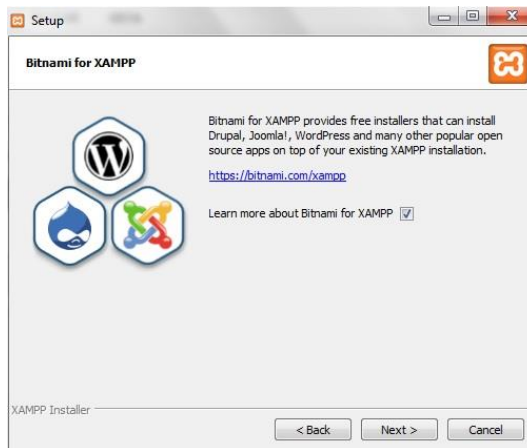 Setup
Bitnami for XAMPP
Bitnami for XAMPP provides free installers that can install
Drupal, Joomla!, WordPress and many other popular open
source apps on top of your existing XAMPP installation.
https://bitnami.com/xampp
Learn more about Bitnami for XAMPP
XAMPP Installer
< Back
Next >
Cancel